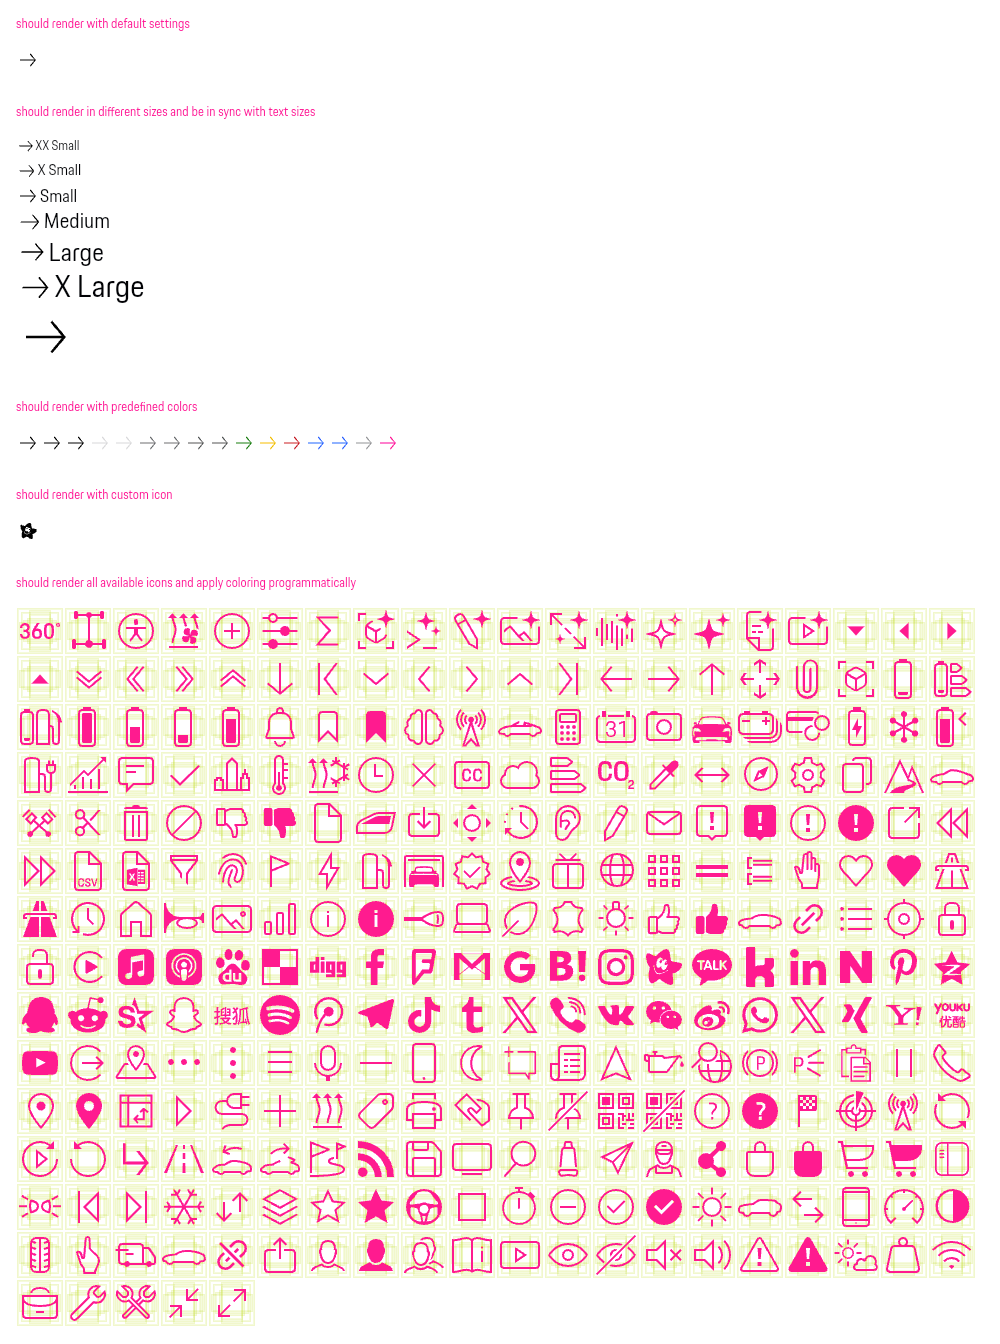 should render with default settings
should render in different sizes and be in sync with text sizes
XX Small
X Small
Small
Medium
Large
X Large
should render with predefined colors
should render with custom icon
should render all available icons and apply coloring programmatically
360°
31
CC
CO2
CSV
X
du
digg
B!
TALK
in
搜狐
Y!
YOUKU
优酷
P
P
?
?